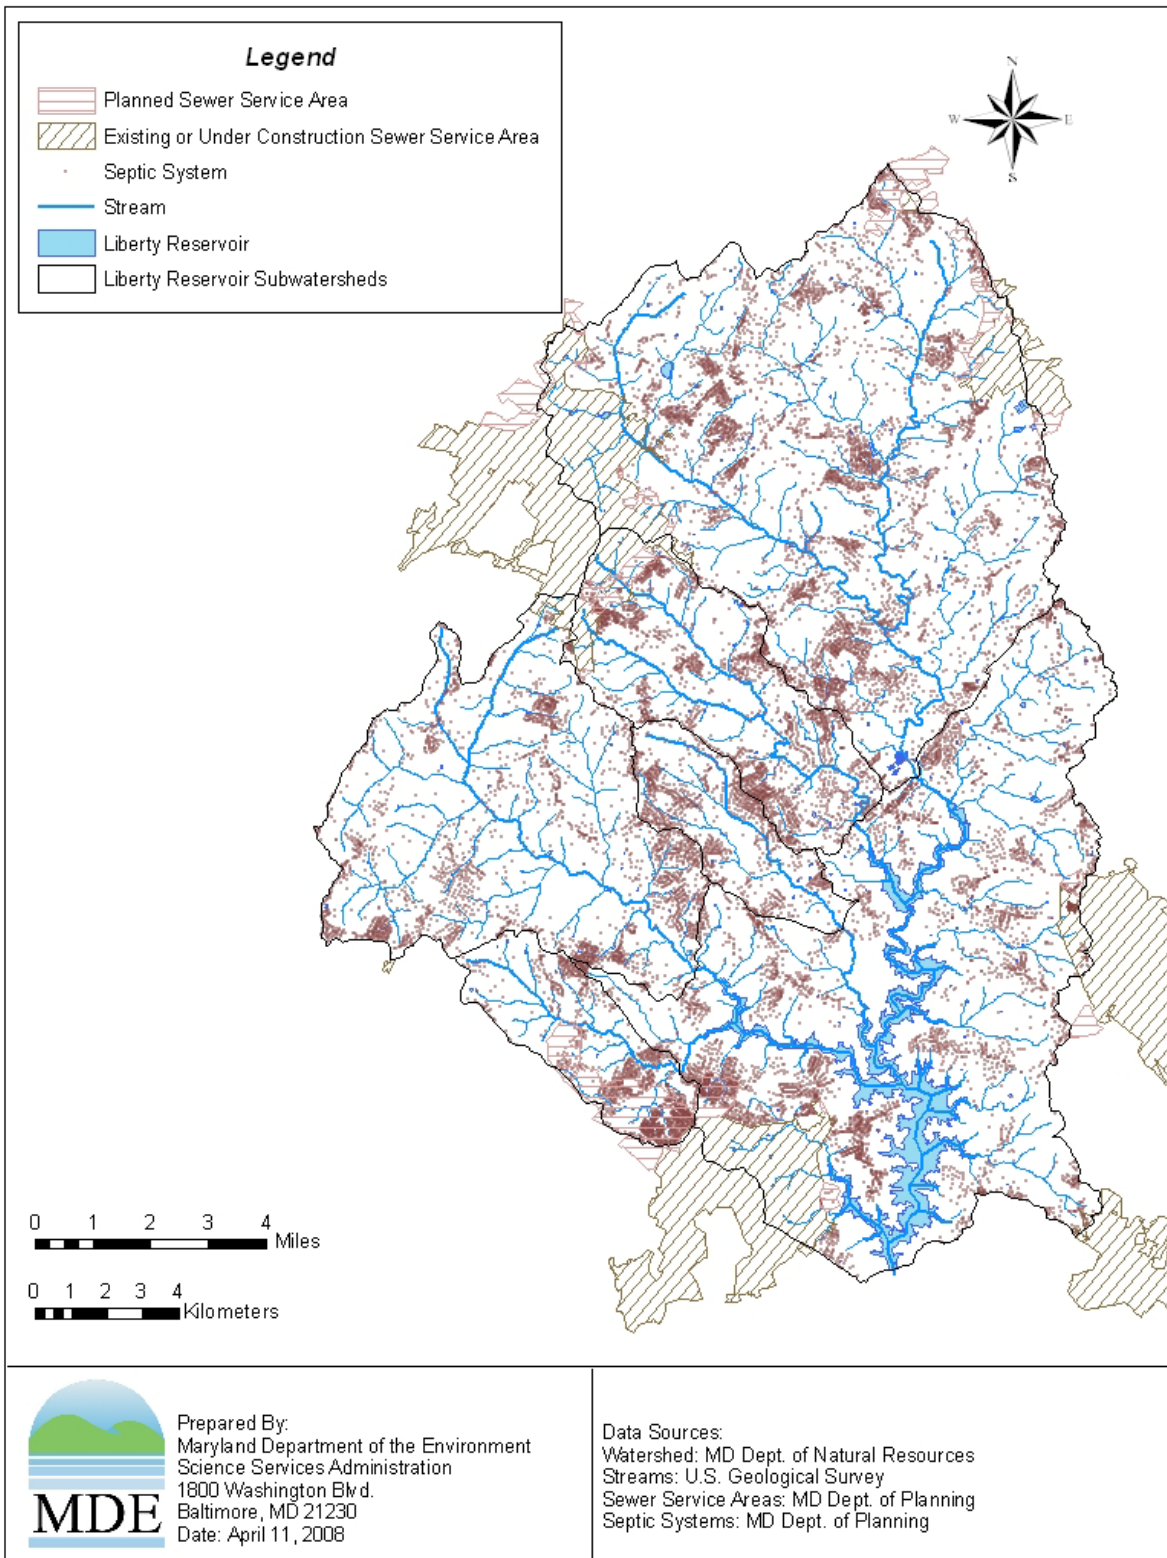 Legend
Planned Sewer Service Area
Existing or Under Construction Sewer Service Area
Septic System
Stream
Liberty Reservoir
Liberty Reservoir Subwatersheds
N
W E
S
0 1 2 3 4
Miles
0 1 2 3 4
Kilometers
MDE
Prepared By:
Maryland Department of the Environment
Science Services Administration
1800 Washington Blvd.
Baltimore, MD 21230
Date: April 11, 2008
Data Sources:
Watershed: MD Dept. of Natural Resources
Streams: U.S. Geological Survey
Sewer Service Areas: MD Dept. of Planning
Septic Systems: MD Dept. of Planning